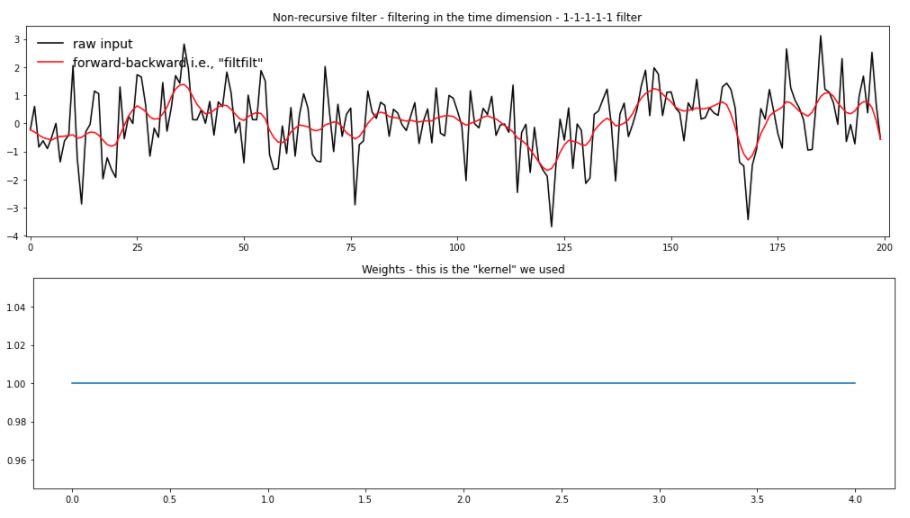 Non-recursive filter - filtering in the time dimension - 1-1-1-1-1 filter
raw input
forward-backward i.e., "filtfilt"
3
2
1
0
−1
−2
−3
−4
0 25 50 75 100 125 150 175 200
Weights - this is the "kernel" we used
1.04
1.02
1.00
0.98
0.96
0.0 0.5 1.0 1.5 2.0 2.5 3.0 3.5 4.0